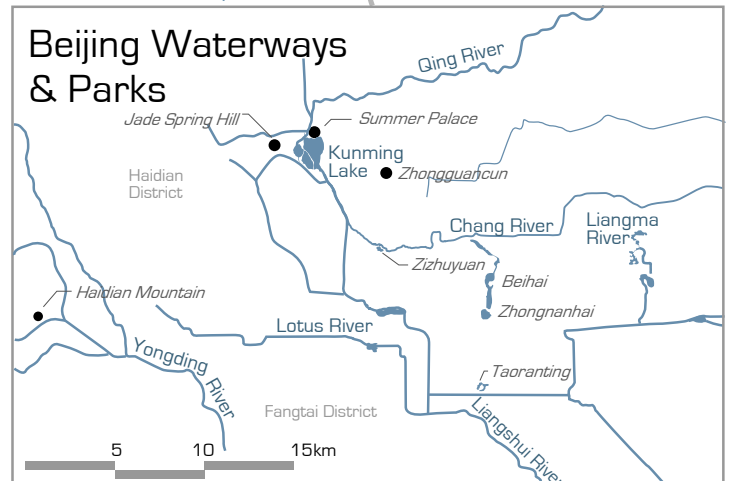 Beijing Waterways
& Parks
Qing River
Jade Spring Hill
Summer Palace
Kunming
Lake
Zhongguancun
Haidian
District
Chang River
Liangma
River
Zizhuyuan
Beihai
Haidian Mountain
Zhongnanhai
Lotus River
Yongding
River
Taoranting
Fangtai District
Liangshui River
5
10
15km